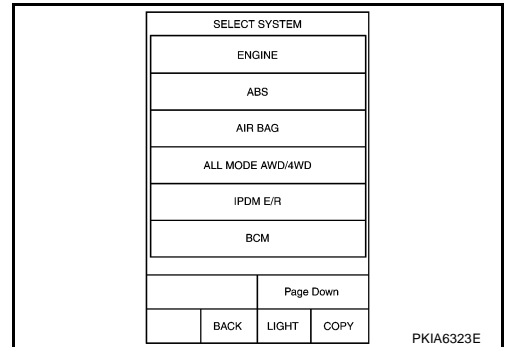 SELECT SYSTEM
ENGINE
ABS
AIR BAG
ALL MODE AWD/4WD
IPDM E/R
BCM
Page Down
BACK LIGHT COPY
PKIA6323E